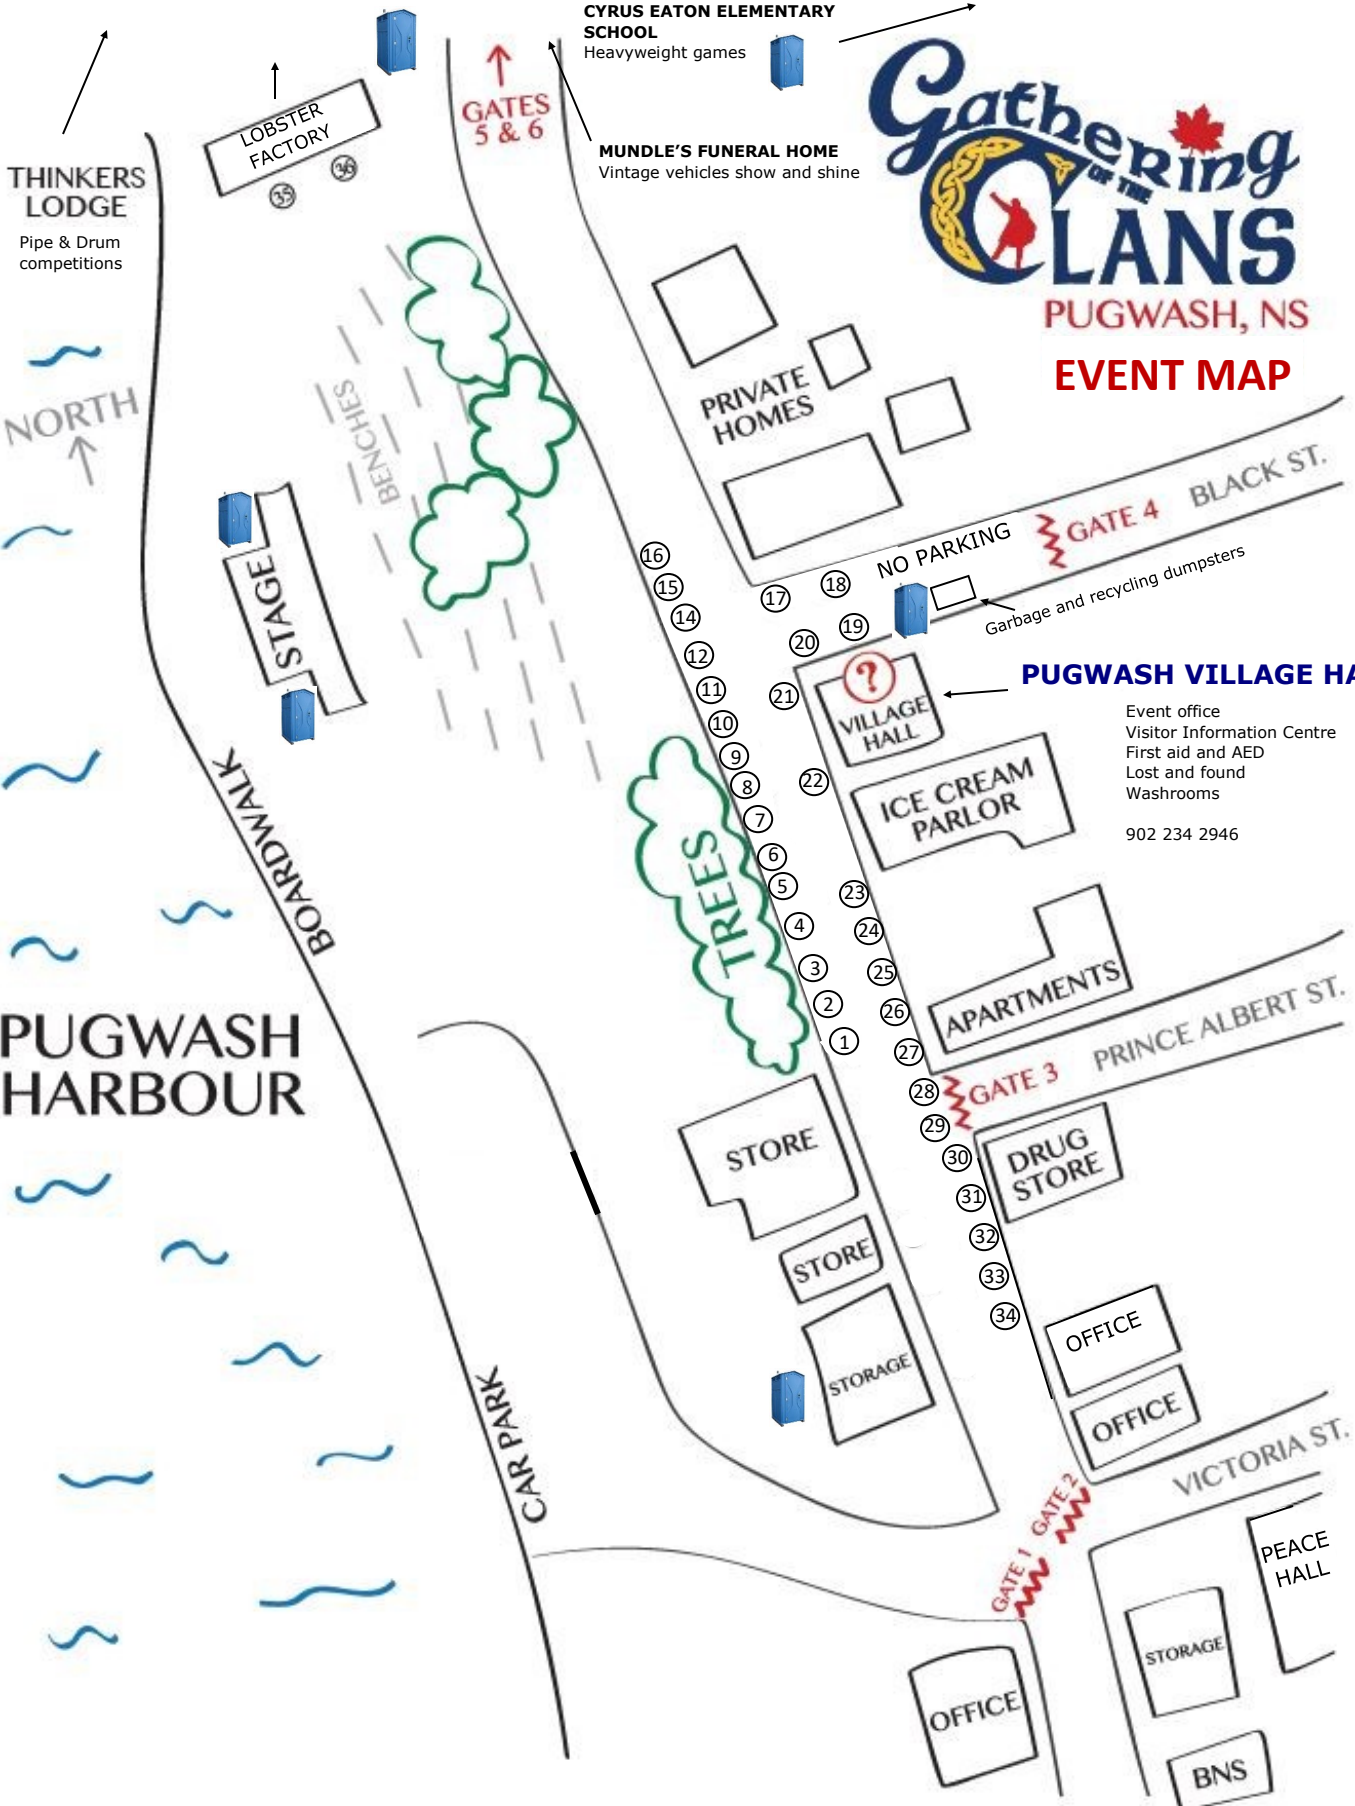 CYRUS EATON ELEMENTARY
SCHOOL
Heavyweight games
GATES
5 & 6
LOBSTER
FACTORY
35
36
MUNDLE’S FUNERAL HOME
Vintage vehicles show and shine
Gathering
OF THE
CLANS
PUGWASH, NS
EVENT MAP
THINKERS
LODGE
Pipe & Drum
competitions
NORTH
BENCHES
PRIVATE
HOMES
BLACK ST.
GATE 4
NO PARKING
Garbage and recycling dumpsters
STAGE
16
15
14
12
11
10
9
8
7
6
5
4
3
2
1
17
18
19
20
21
22
23
24
25
26
27
28
29
30
31
32
33
34
?
VILLAGE
HALL
PUGWASH VILLAGE HA
Event office
Visitor Information Centre
First aid and AED
Lost and found
Washrooms
902 234 2946
ICE CREAM
PARLOR
TREES
BOARDWALK
APARTMENTS
PRINCE ALBERT ST.
GATE 3
PUGWASH
HARBOUR
STORE
DRUG
STORE
STORE
STORAGE
OFFICE
OFFICE
CAR PARK
VICTORIA ST.
GATE 2
GATE 1
PEACE
HALL
STORAGE
OFFICE
BNS